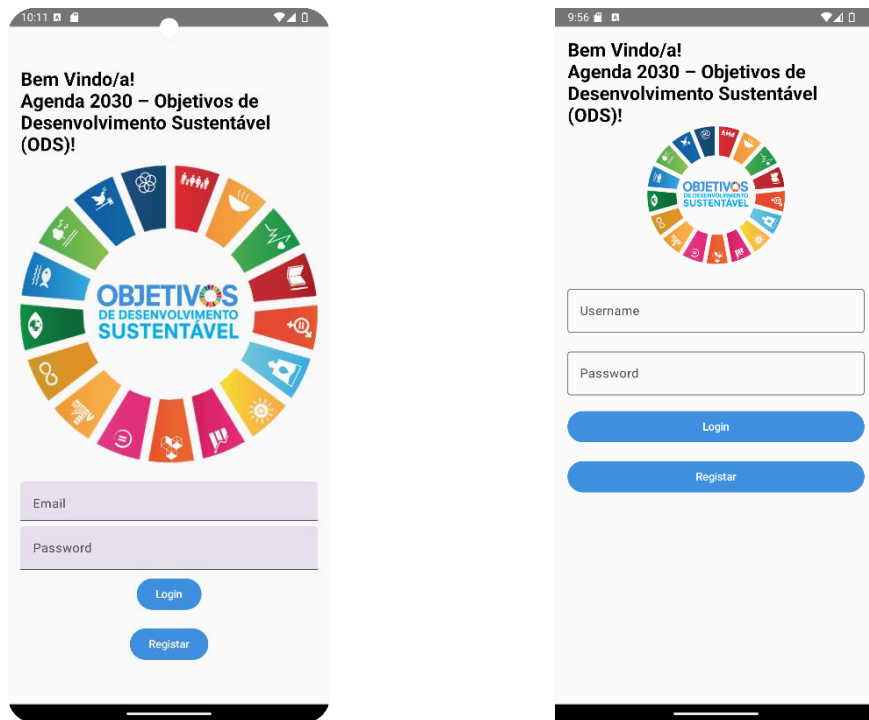 10:11
Bem Vindo/a!
Agenda 2030 – Objetivos de
Desenvolvimento Sustentável
(ODS)!
OBJETIVOS
DE DESENVOLVIMENTO
SUSTENTÁVEL
Email
Password
Login
Registar
9:56
Bem Vindo/a!
Agenda 2030 – Objetivos de
Desenvolvimento Sustentável
(ODS)!
OBJETIVOS
DE DESENVOLVIMENTO
SUSTENTÁVEL
Username
Password
Login
Registar